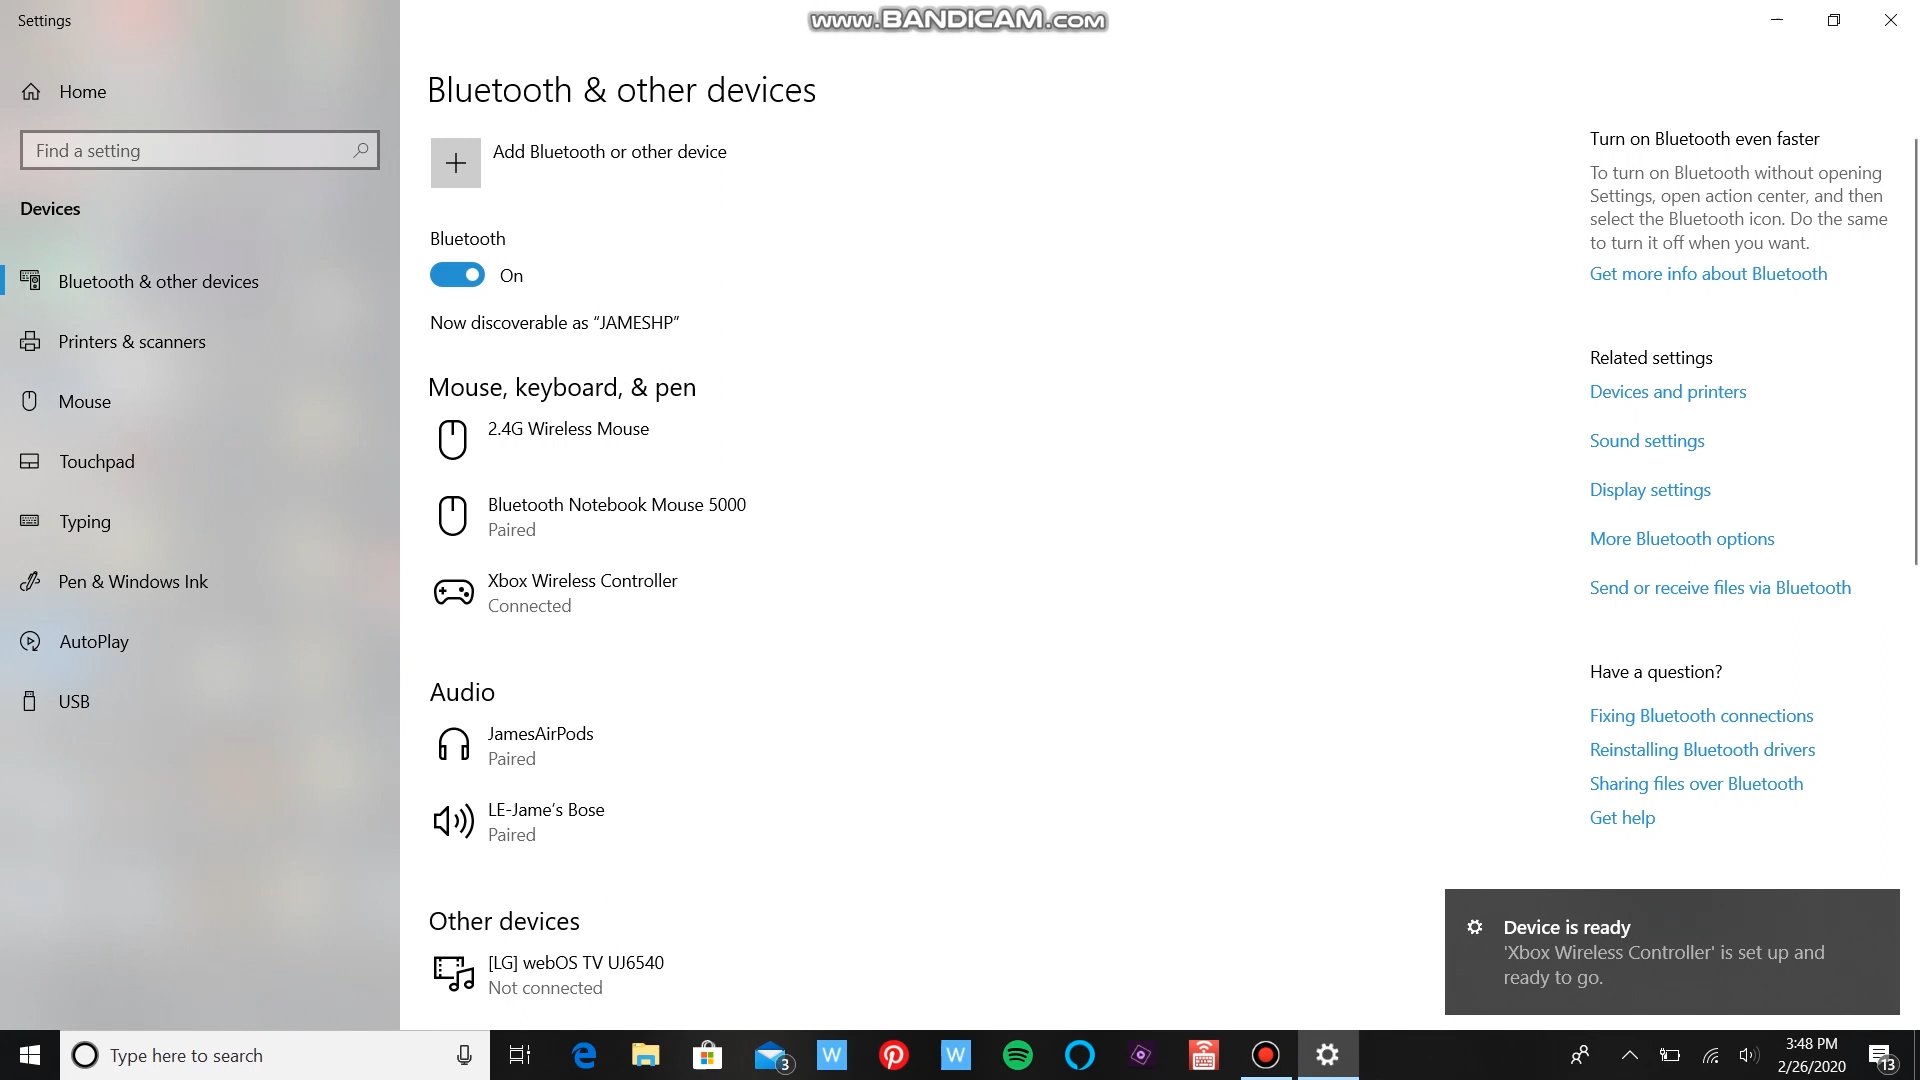 Settings
www.BANDICAM.com
Home
Find a setting
Devices
Bluetooth & other devices
Printers & scanners
Mouse
Touchpad
Typing
Pen & Windows Ink
AutoPlay
USB
Bluetooth & other devices
Add Bluetooth or other device
Bluetooth
On
Now discoverable as “JAMESHP”
Mouse, keyboard, & pen
2.4G Wireless Mouse
Bluetooth Notebook Mouse 5000
Paired
Xbox Wireless Controller
Connected
Audio
JamesAirPods
Paired
LE-Jame’s Bose
Paired
Other devices
[LG] webOS TV UJ6540
Not connected
Turn on Bluetooth even faster
To turn on Bluetooth without opening
Settings, open action center, and then
select the Bluetooth icon. Do the same
to turn it off when you want.
Get more info about Bluetooth
Related settings
Devices and printers
Sound settings
Display settings
More Bluetooth options
Send or receive files via Bluetooth
Have a question?
Fixing Bluetooth connections
Reinstalling Bluetooth drivers
Sharing files over Bluetooth
Get help
Device is ready
'Xbox Wireless Controller' is set up and
ready to go.
Type here to search
3
W
W
3:48 PM
2/26/2020
13